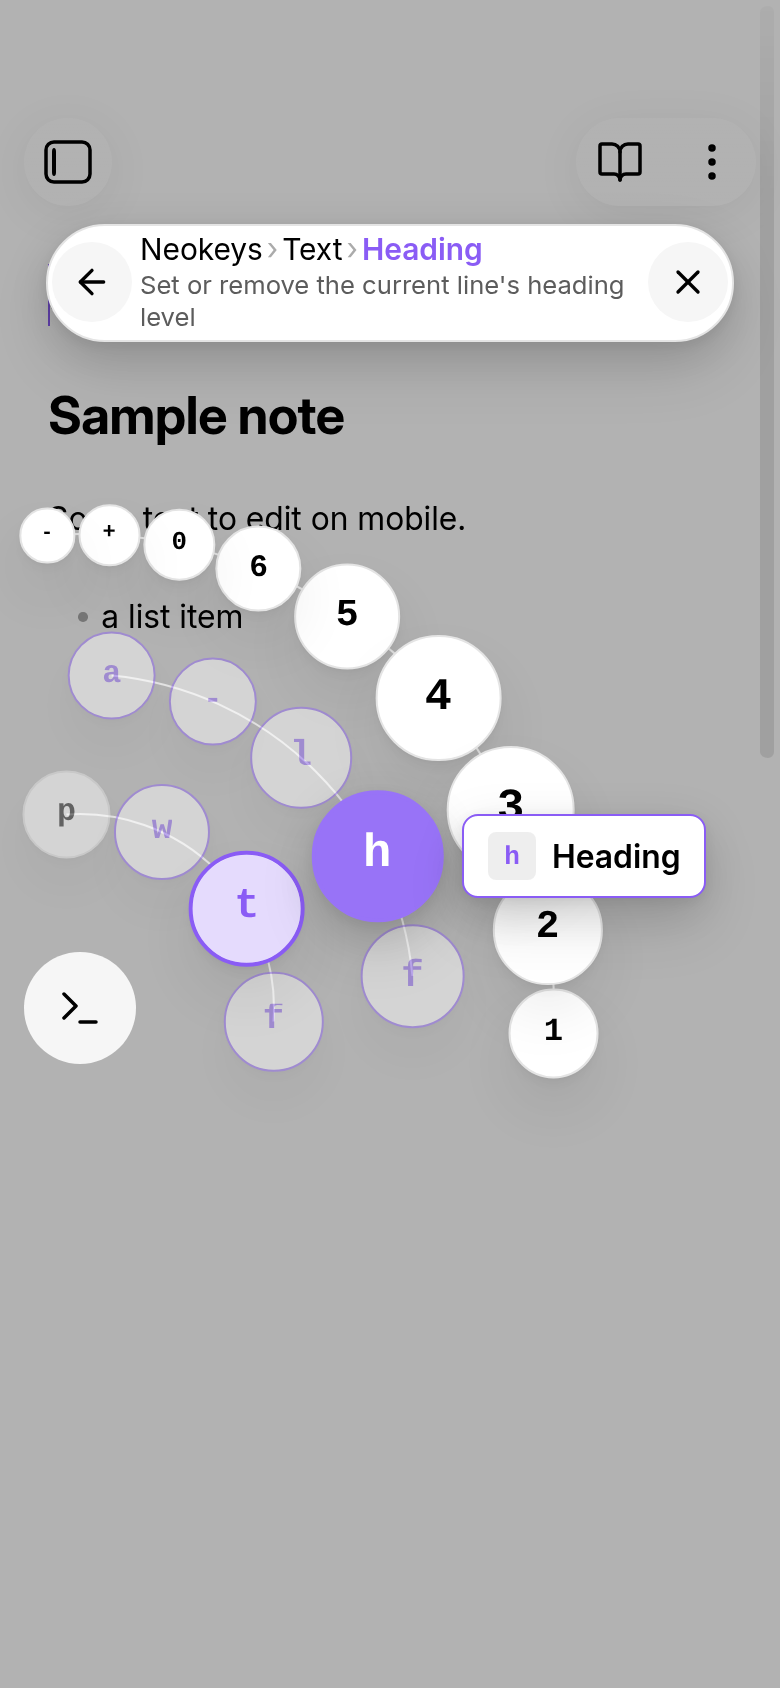 Neokeys › Text › Heading
Set or remove the current line's heading
level
Sample note
to edit on mobile.
- + 0 6 5 4 3 2 1
a list item
a - l h f
p w t f
h Heading
>_